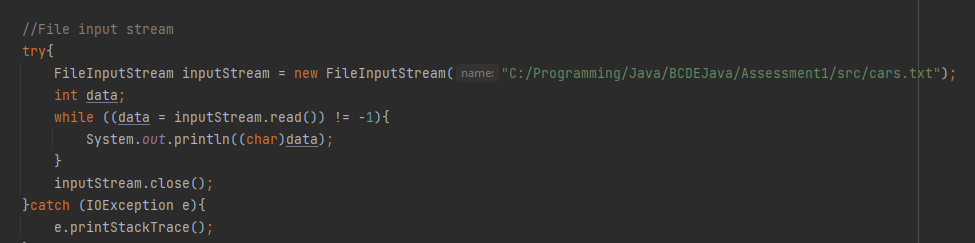 //File input stream
try{
FileInputStream inputStream = new FileInputStream( name: "C:/Programming/Java/BCDEJava/Assessment1/src/cars.txt");
int data;
while ((data = inputStream.read()) != -1){
System.out.println((char)data);
}
inputStream.close();
}catch (IOException e){
e.printStackTrace();